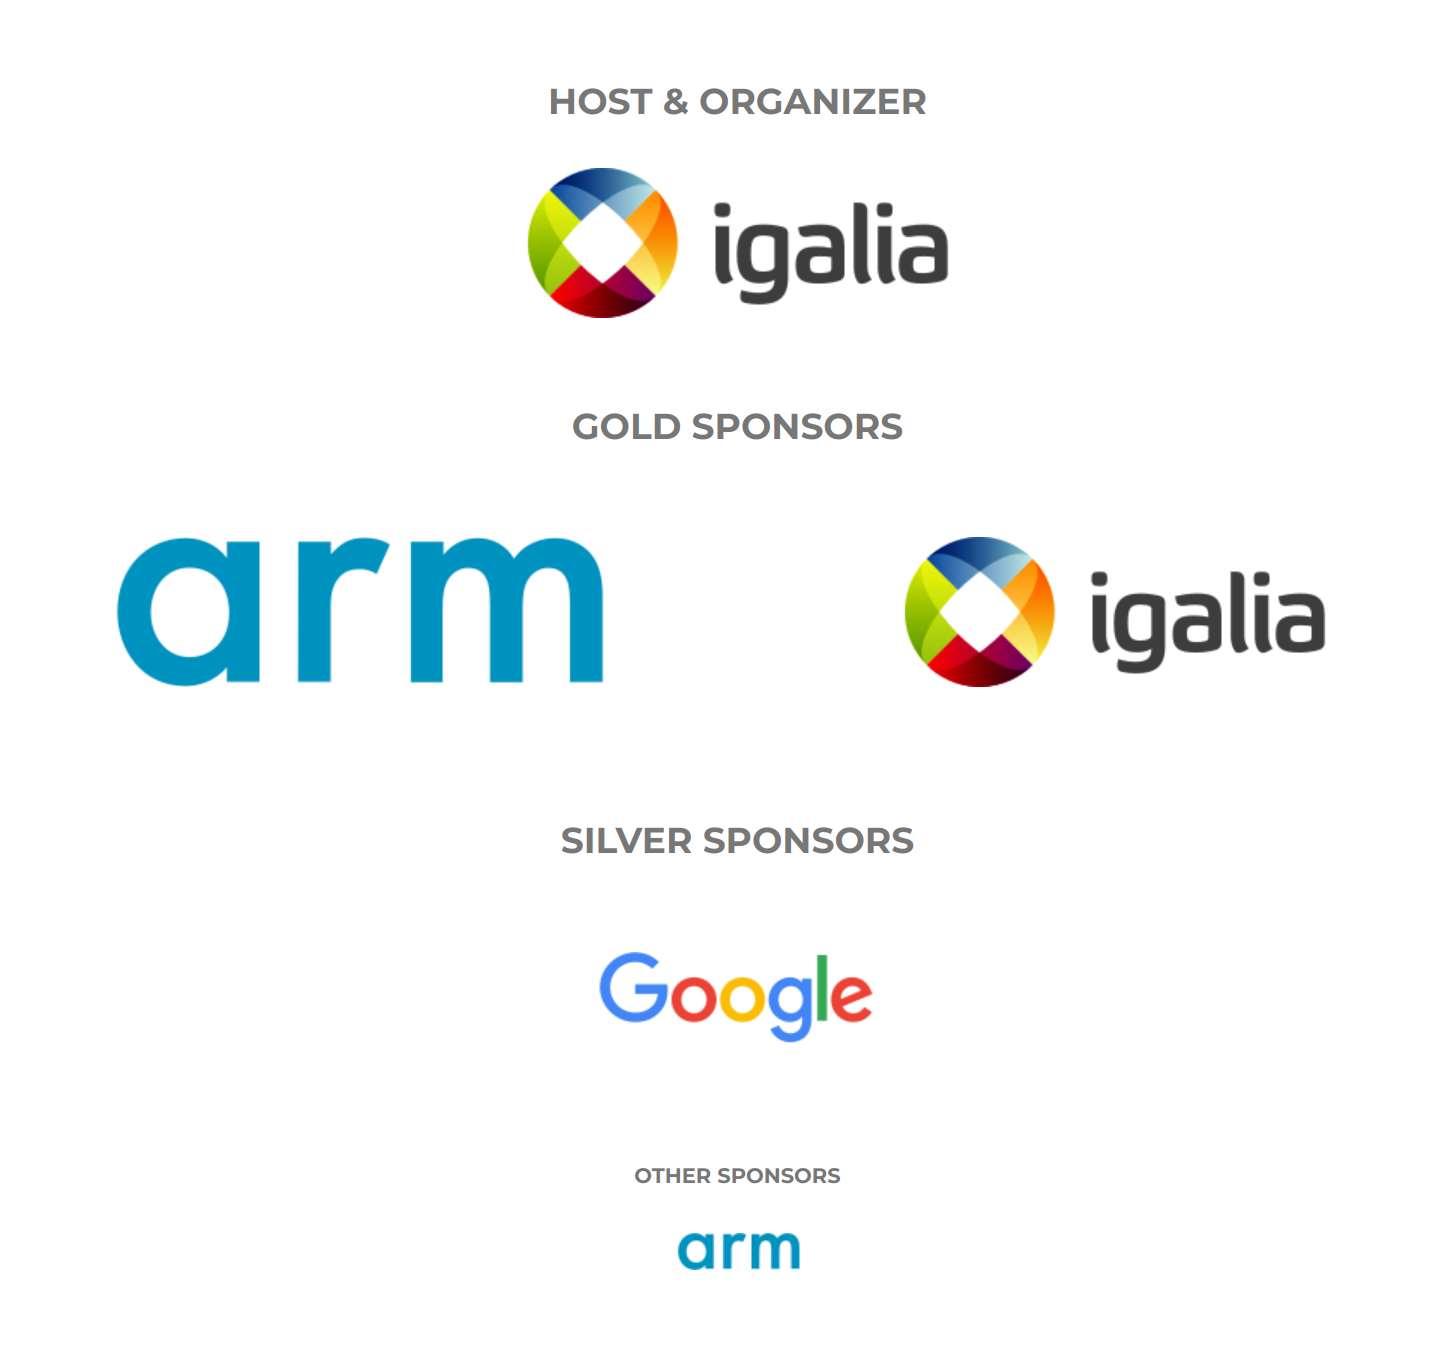 HOST & ORGANIZER
igalia
GOLD SPONSORS
arm
igalia
SILVER SPONSORS
Google
OTHER SPONSORS
arm